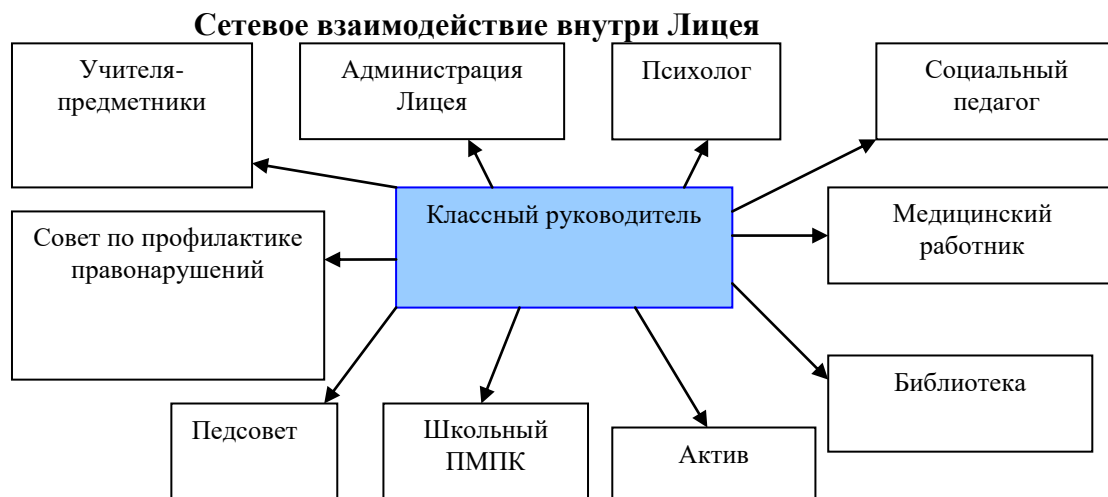 Сетевое взаимодействие внутри Лицея
Учителя-
предметники
Администрация
Лицея
Психолог
Социальный
педагог
Классный руководитель
Совет по профилактике
правонарушений
Медицинский
работник
Библиотека
Педсовет
Школьный
ПМПК
Актив